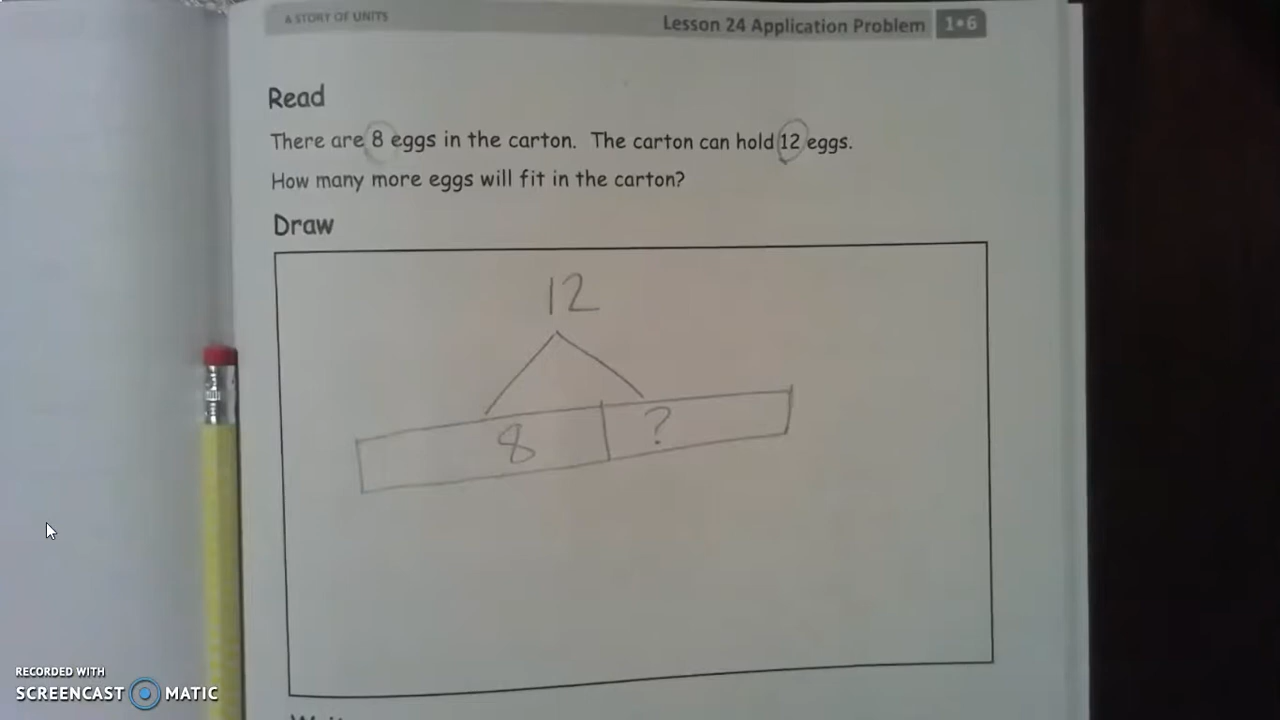 A STORY OF UNITS
Lesson 24 Application Problem 1•6
Read
There are 8 eggs in the carton. The carton can hold 12 eggs.
How many more eggs will fit in the carton?
Draw
12
8 ?
RECORDED WITH
SCREENCAST MATIC